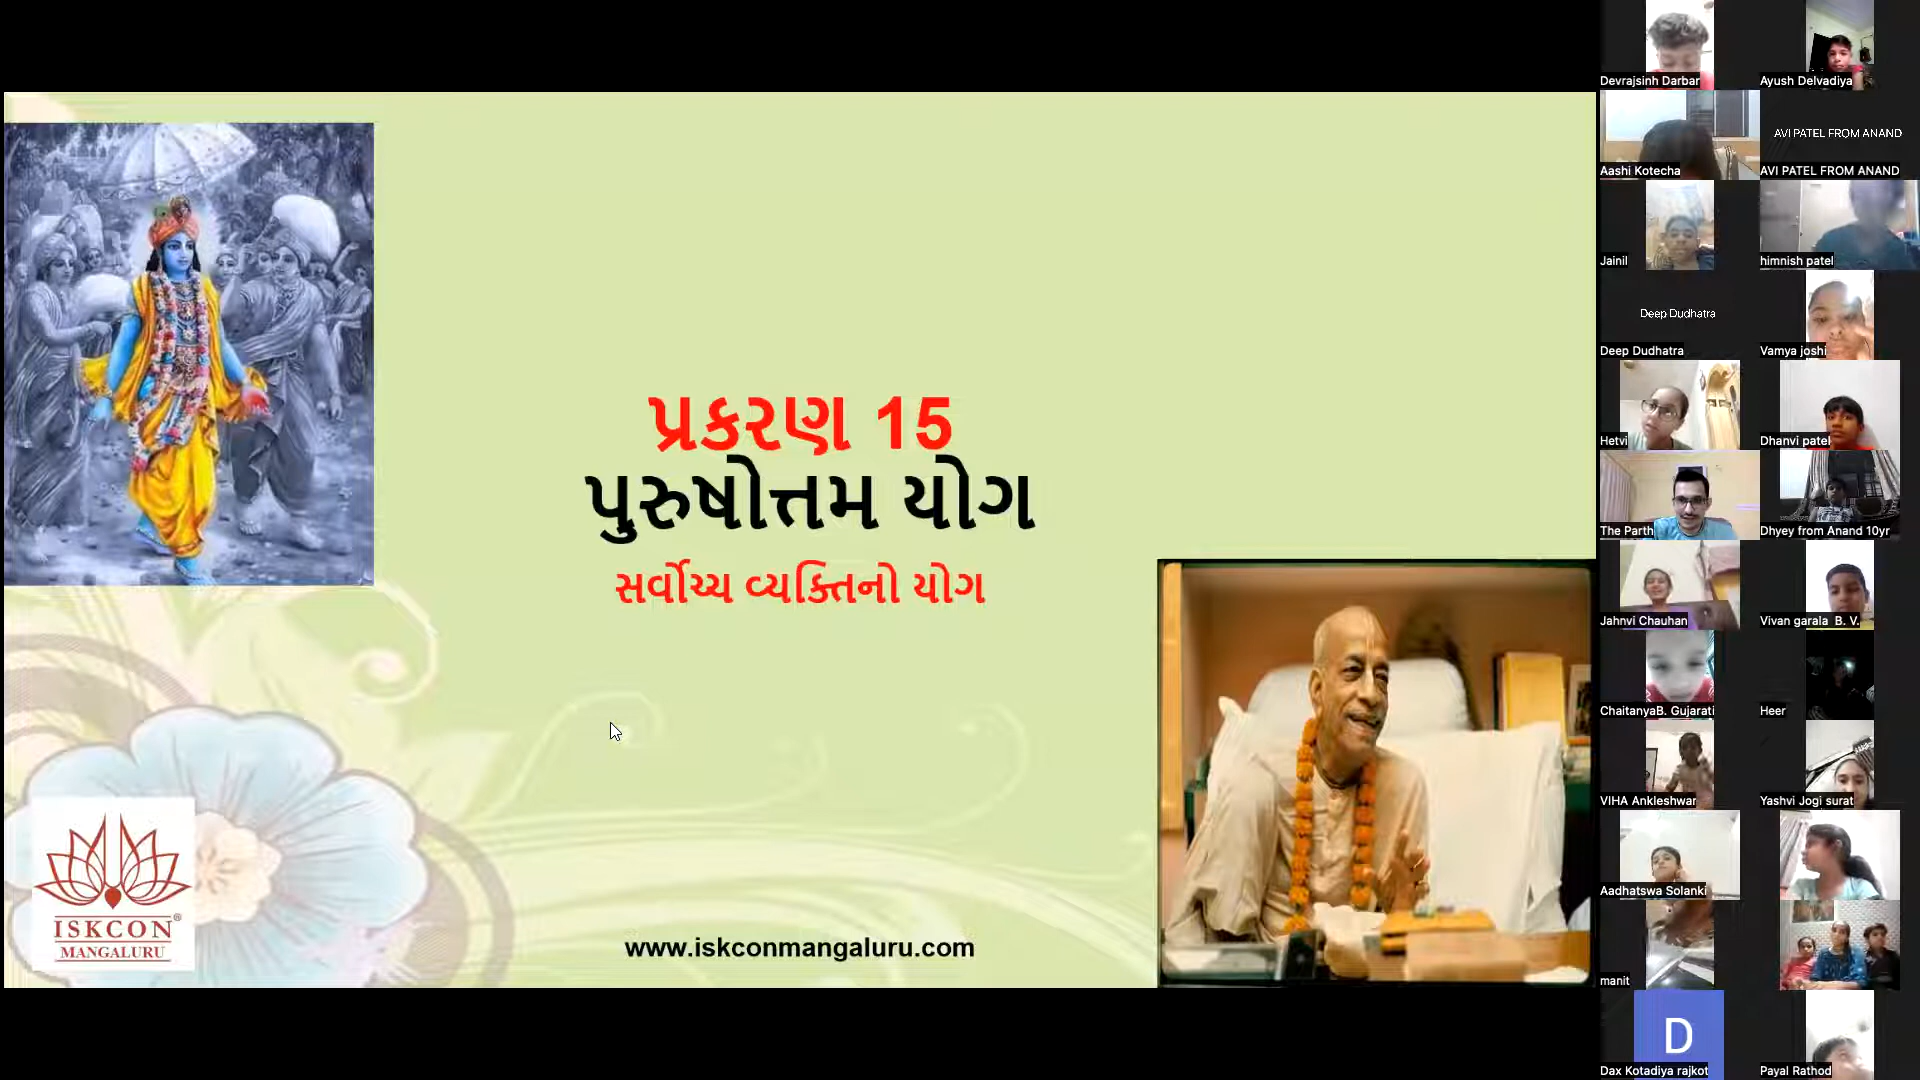 પ્રકરણ 15
પુરુષોત્તમ યોગ
સર્વોચ્ચ વ્યક્તિનો યોગ
ISKCON®
MANGALURU
www.iskconmangaluru.com
Devrajsinh Darbar
Ayush Delvadiya
Aashi Kotecha
AVI PATEL FROM ANAND
AVI PATEL FROM ANAND
Jainil
himnish patel
Deep Dudhatra
Deep Dudhatra
Vamya joshi
Hetvi
Dhanvi patel
The Parth
Dhyey from Anand 10yr
Jahnvi Chauhan
Vivan garala B. V.
ChaitanyaB. Gujarati
Heer
VIHA Ankleshwar
Yashvi Jogi surat
Aadhatswa Solanki
manit
D
Dax Kotadiya rajkot
Payal Rathod